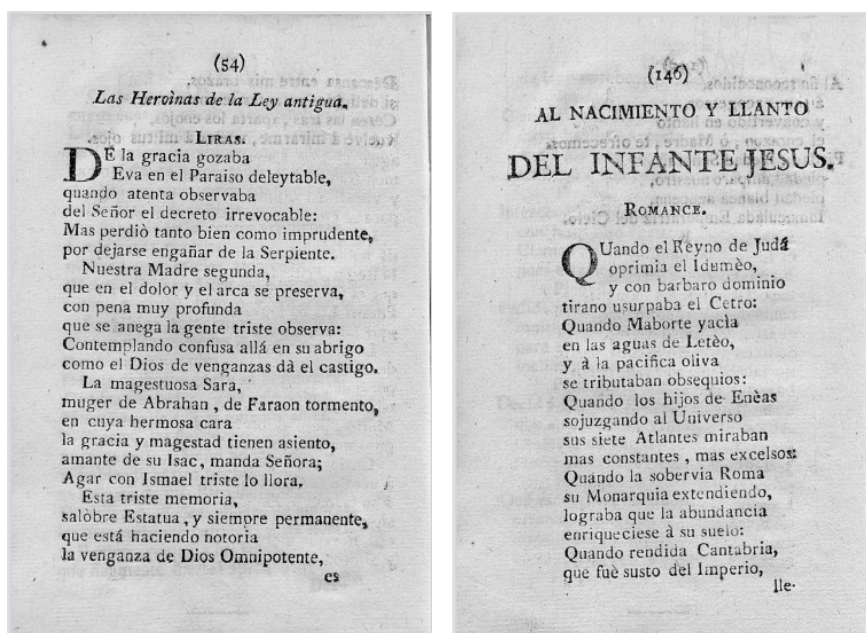 (54)
Las Heroìnas de la Ley antigua.
LIRAS.
DE la gracia gozaba
Eva en el Paraiso deleytable,
quando atenta observaba
del Señor el decreto irrevocable:
Mas perdiò tanto bien como imprudente,
por dejarse engañar de la Serpiente.
Nuestra Madre segunda,
que en el dolor y el arca se preserva,
con pena muy profunda
que se anega la gente triste observa:
Contemplando confusa allá en su abrigo
como el Dios de venganzas dà el castigo.
La magestuosa Sara,
muger de Abrahan, de Faraon tormento,
en cuya hermosa cara
la gracia y magestad tienen asiento,
amante de su Isac, manda Señora;
Agar con Ismael triste lo llora.
Esta triste memoria,
salòbre Estatua, y siempre permanente,
que está haciendo notoria
la venganza de Dios Omnipotente,
es
(146)
AL NACIMIENTO Y LLANTO
DEL INFANTE JESUS.
ROMANCE.
QUando el Reyno de Judá
oprimia el Idumèo,
y con barbaro dominio
tirano usurpaba el Cetro:
Quando Maborte yacìa
en las aguas de Letèo,
y à la pacifica oliva
se tributaban obsequios:
Quando los hijos de Enèas
sojuzgando al Universo
sus siete Atlantes miraban
mas constantes, mas excelsos:
Quando la sobervia Roma
su Monarquia extendiendo,
lograba que la abundancia
enriqueciese à su suelo:
Quando rendida Cantabria,
que fuè susto del Imperio,
lle-